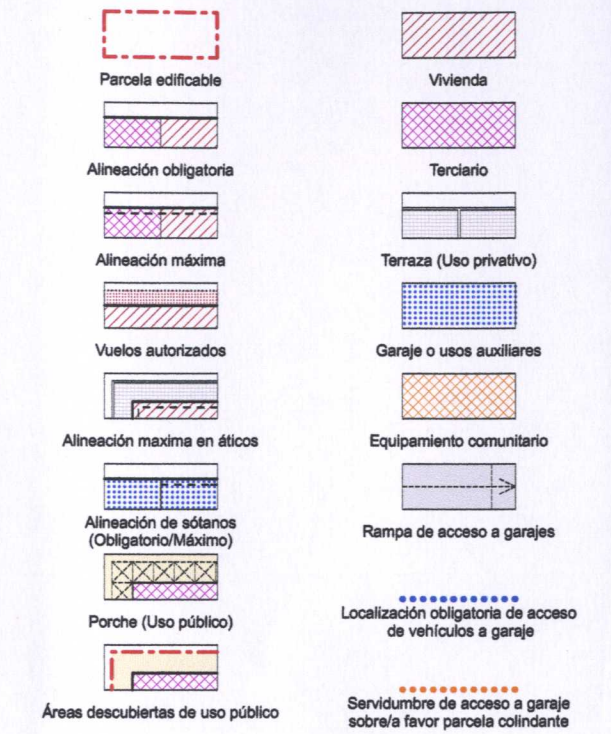 Parcela edificable
Alineación obligatoria
Alineación máxima
Vuelos autorizados
Alineación maxima en áticos
Alineación de sótanos
(Obligatorio/Máximo)
Porche (Uso público)
Áreas descubiertas de uso público
Vivienda
Terciario
Terraza (Uso privativo)
Garaje o usos auxiliares
Equipamiento comunitario
Rampa de acceso a garajes
Localización obligatoria de acceso
de vehículos a garaje
Servidumbre de acceso a garaje
sobre/a favor parcela colindante